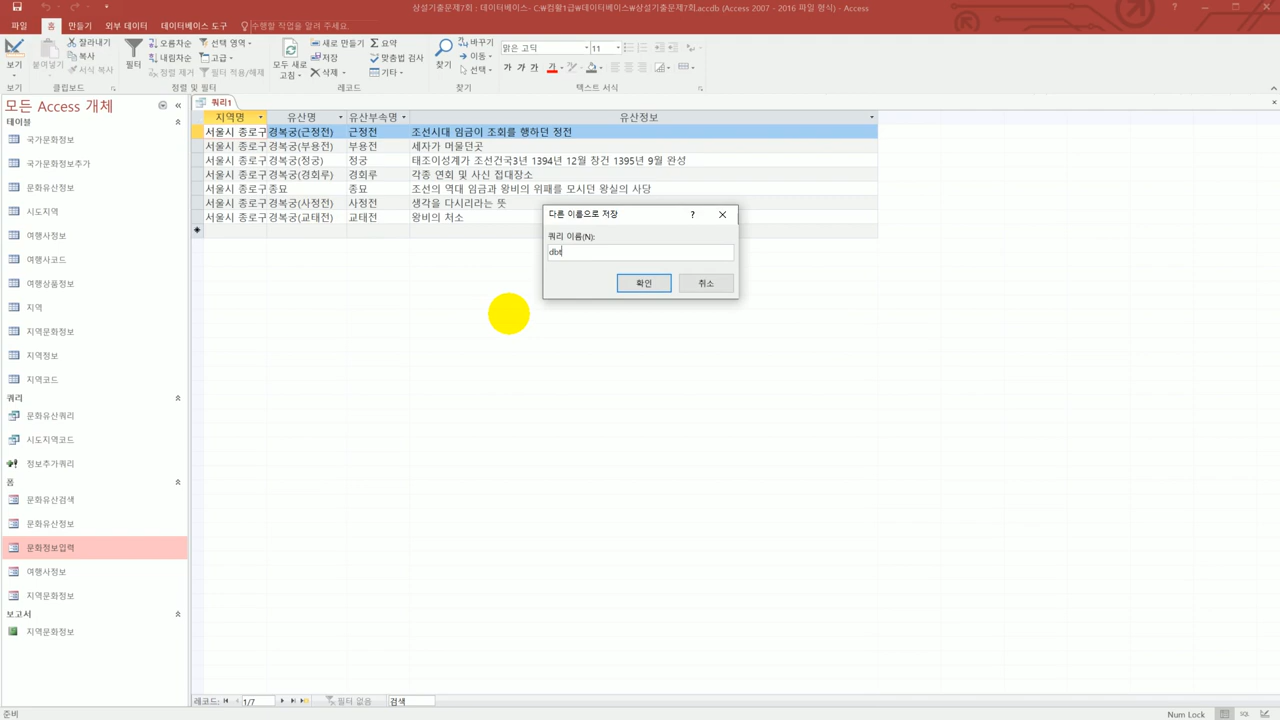 상설기출문제7회 : 데이터베이스- C:₩컴활1급₩데이터베이스₩상설기출문제7회.accdb (Access 2007 - 2016 파일 형식) - Access
파일 홈 만들기 외부 데이터 데이터베이스 도구 수행할 작업을 알려 주세요.
보기 붙여넣기 잘라내기 복사 서식 복사
필터 오름차순 내림차순 정렬 제거 선택 영역 고급 필터 적용/해제
모두 새로 고침 새로 만들기 저장 삭제 요약 맞춤법 검사 기타
찾기 바꾸기 이동 선택
맑은 고딕 11
가 가 가 가
보기 클립보드 정렬 및 필터 레코드 찾기 텍스트 서식
모든 Access 개체
테이블
국가문화정보
국가문화정보추가
문화유산정보
시도지역
여행사정보
여행사코드
여행상품정보
지역
지역문화정보
지역정보
지역코드
쿼리
문화유산쿼리
시도지역코드
정보추가쿼리
폼
문화유산검색
문화유산정보
문화정보입력
여행사정보
지역문화정보
보고서
지역문화정보
쿼리1
지역명 유산명 유산부속명 유산정보
서울시 종로구 경복궁(근정전) 근정전 조선시대 임금이 조회를 행하던 정전
서울시 종로구 경복궁(부용전) 부용전 세자가 머물던곳
서울시 종로구 경복궁(정궁) 정궁 태조이성계가 조선건국3년 1394년 12월 창건 1395년 9월 완성
서울시 종로구 경복궁(경회루) 경회루 각종 연회 및 사신 접대장소
서울시 종로구 종묘 종묘 조선의 역대 임금과 왕비의 위패를 모시던 왕실의 사당
서울시 종로구 경복궁(사정전) 사정전 생각을 다시리라는 뜻
서울시 종로구 경복궁(교태전) 교태전 왕비의 처소
다른 이름으로 저장 ?
쿼리 이름(N):
dbt
확인 취소
레코드: 1/7 필터 없음 검색
준비 Num Lock SQL